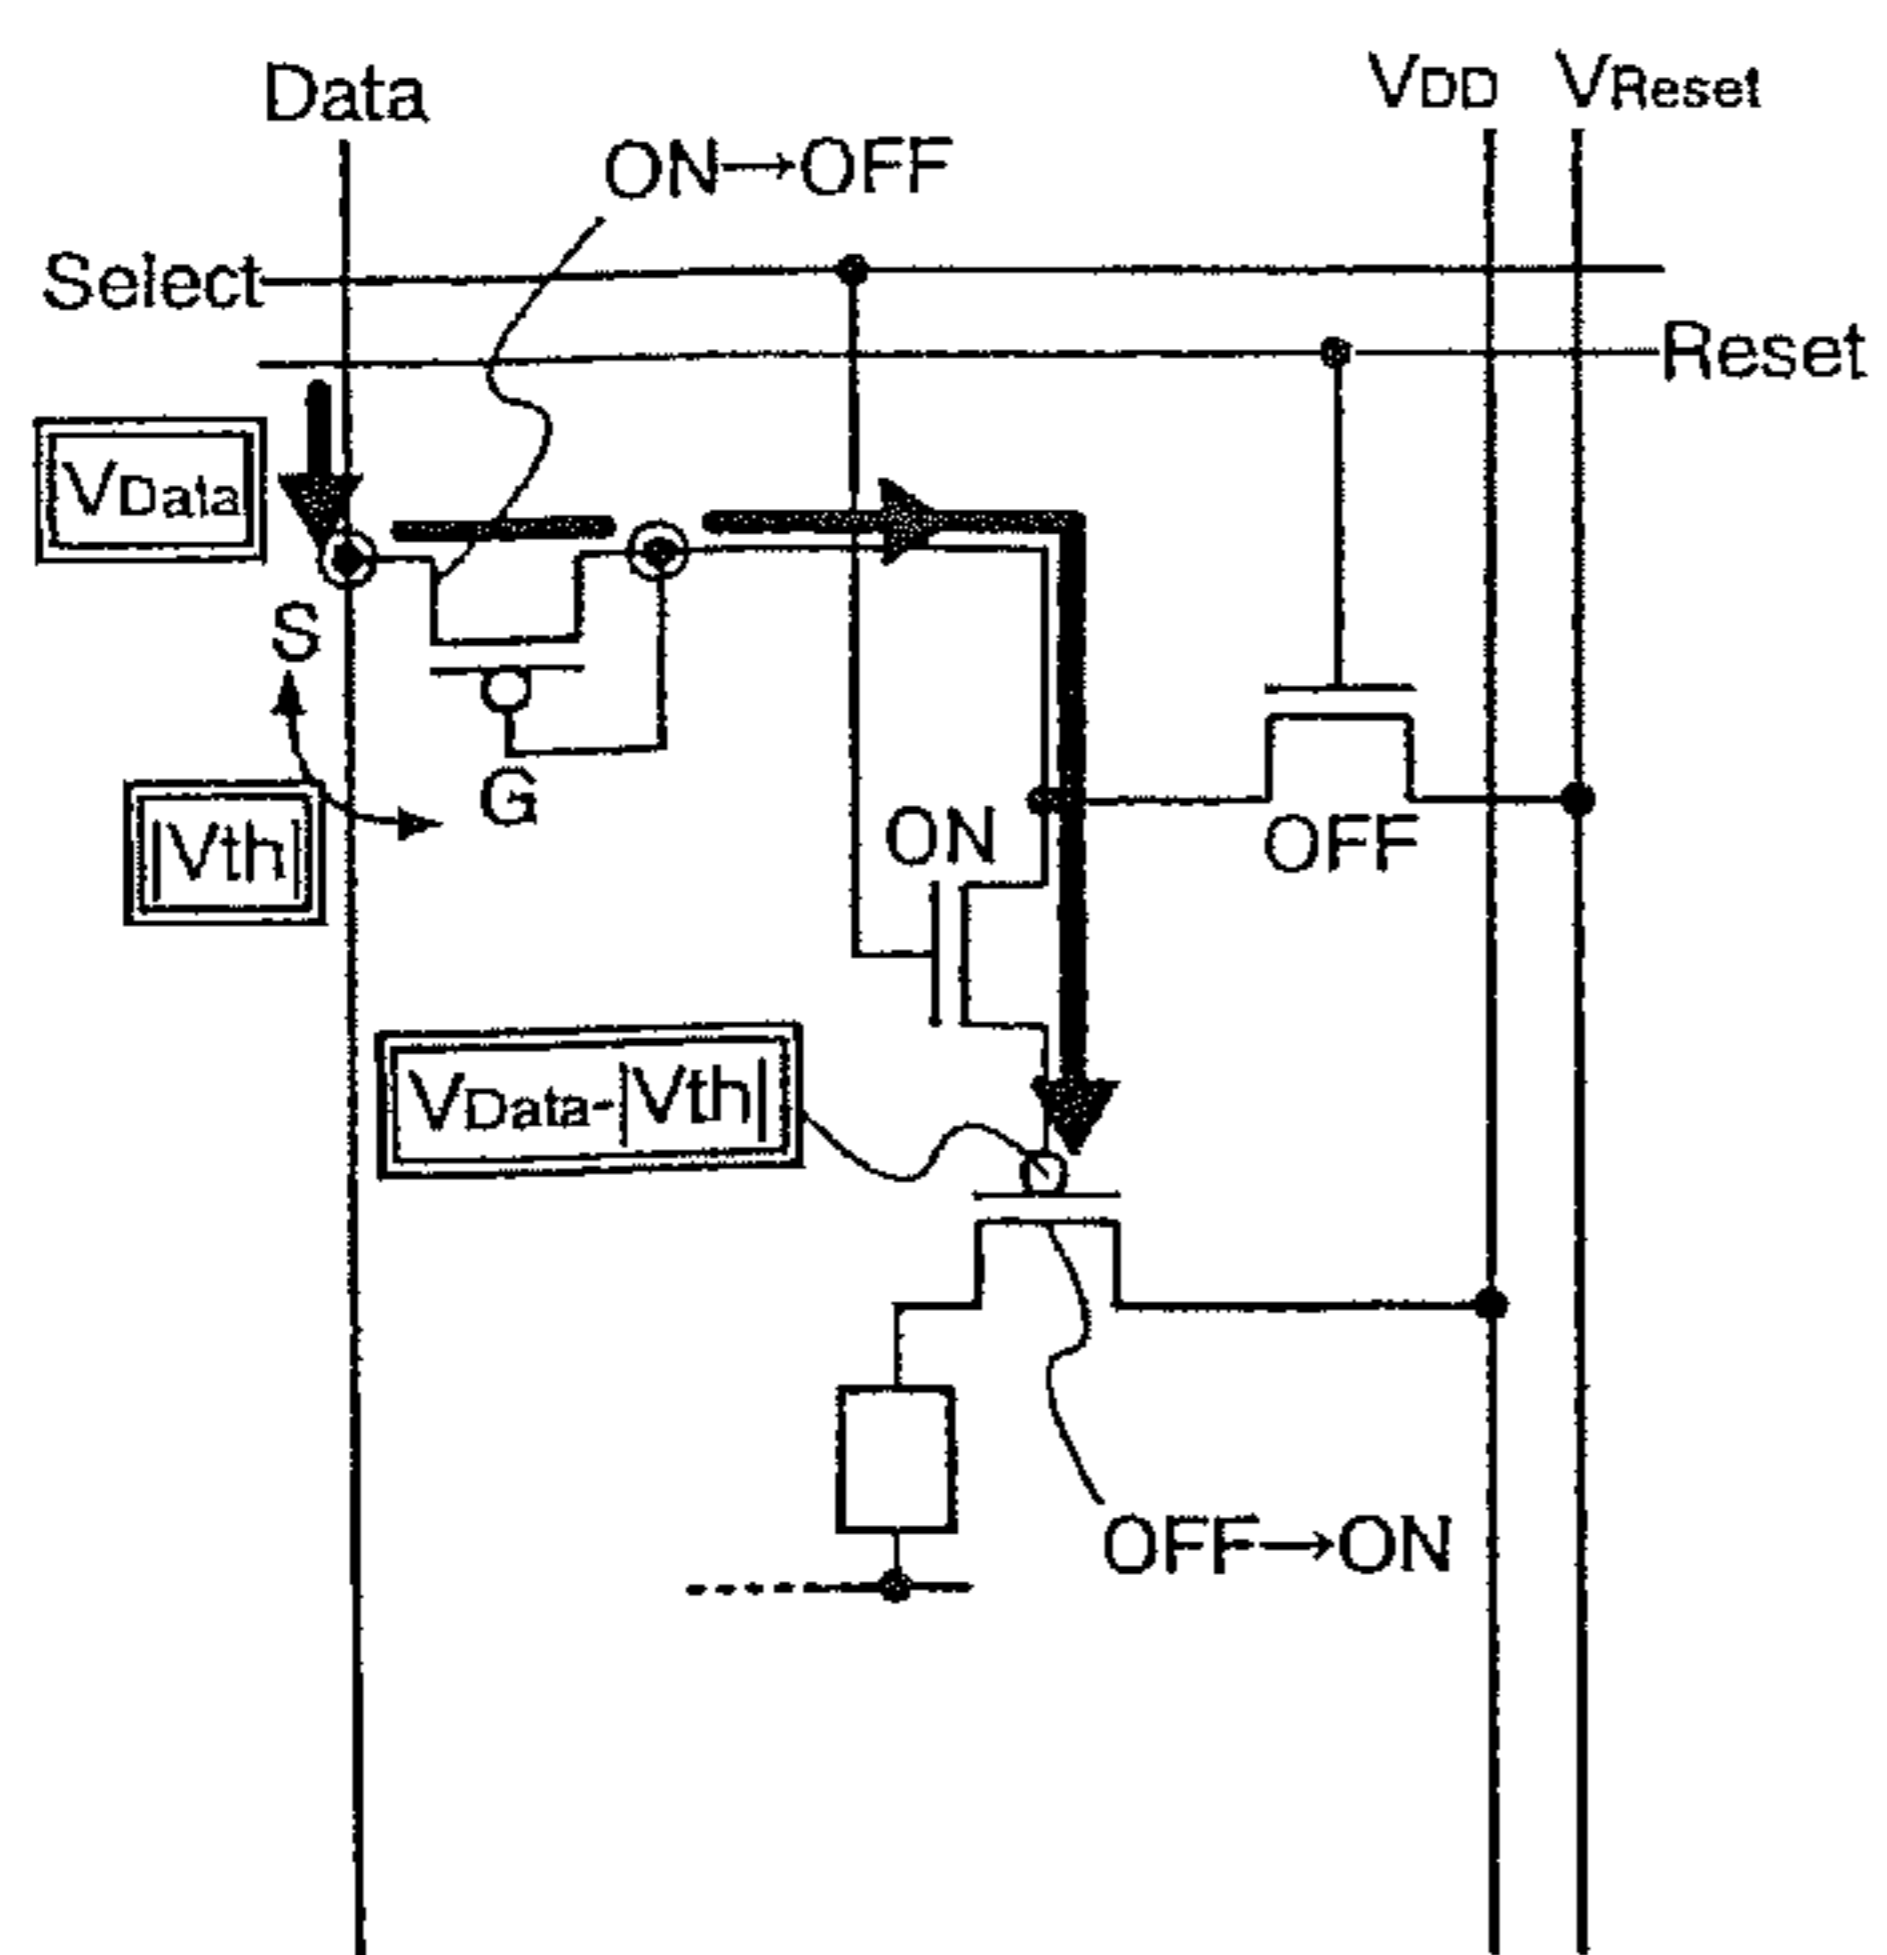 Data
VDD
VReset
ON→OFF
Select
Reset
VData
S
G
|Vth|
ON
OFF
VData-|Vth|
OFF→ON